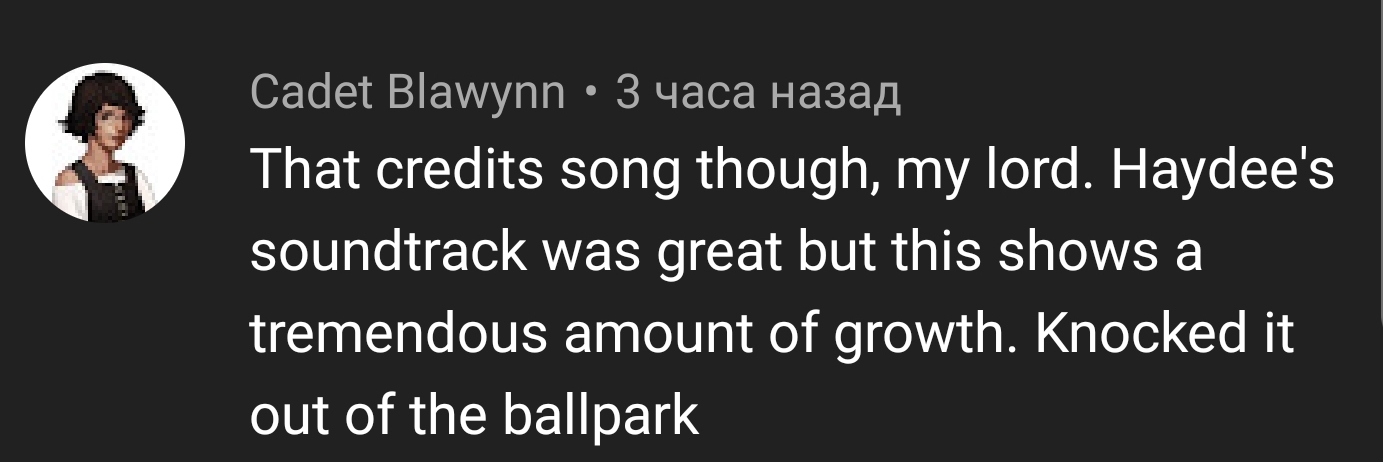 Cadet Blawynn • 3 часа назад
That credits song though, my lord. Haydee's
soundtrack was great but this shows a
tremendous amount of growth. Knocked it
out of the ballpark